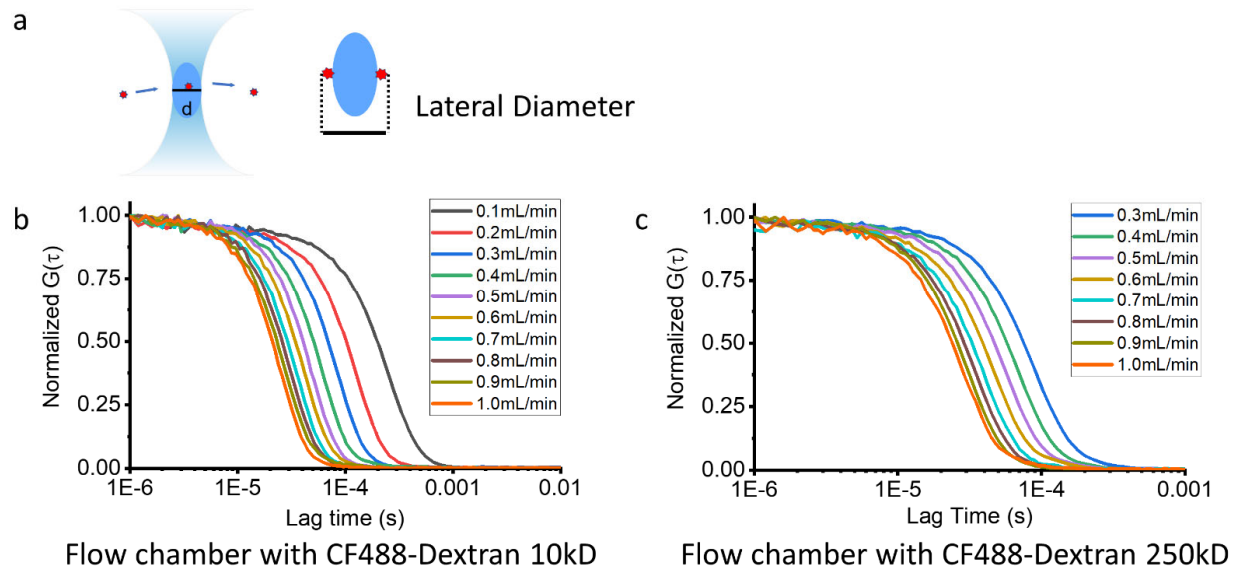 a
d
Lateral Diameter
b
Normalized G(τ)
1.00
0.75
0.50
0.25
0.00
0.1mL/min
0.2mL/min
0.3mL/min
0.4mL/min
0.5mL/min
0.6mL/min
0.7mL/min
0.8mL/min
0.9mL/min
1.0mL/min
1E-6 1E-5 1E-4 0.001 0.01
Lag time (s)
Flow chamber with CF488-Dextran 10kD
c
Normalized G(τ)
1.00
0.75
0.50
0.25
0.00
0.3mL/min
0.4mL/min
0.5mL/min
0.6mL/min
0.7mL/min
0.8mL/min
0.9mL/min
1.0mL/min
1E-6 1E-5 1E-4 0.001
Lag Time (s)
Flow chamber with CF488-Dextran 250kD